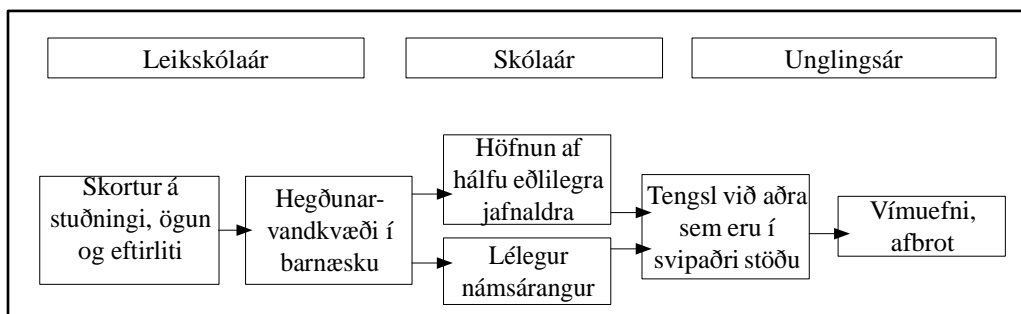 Leikskólaár
Skólaár
Unglingsár
Skortur á
stuðningi, ögun
og eftirliti
Hegðunar-
vandkvæði í
barnæsku
Höfnun af
hálfu eðlilegra
jafnaldra
Lélegur
námsárangur
Tengsl við aðra
sem eru í
svipaðri stöðu
Vímuefni,
afbrot